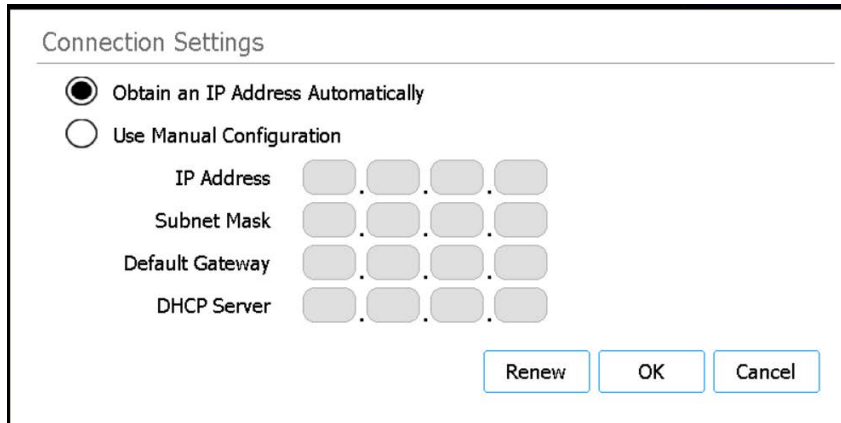 Connection Settings
Obtain an IP Address Automatically
Use Manual Configuration
IP Address . . .
Subnet Mask . . .
Default Gateway . . .
DHCP Server . . .
Renew OK Cancel